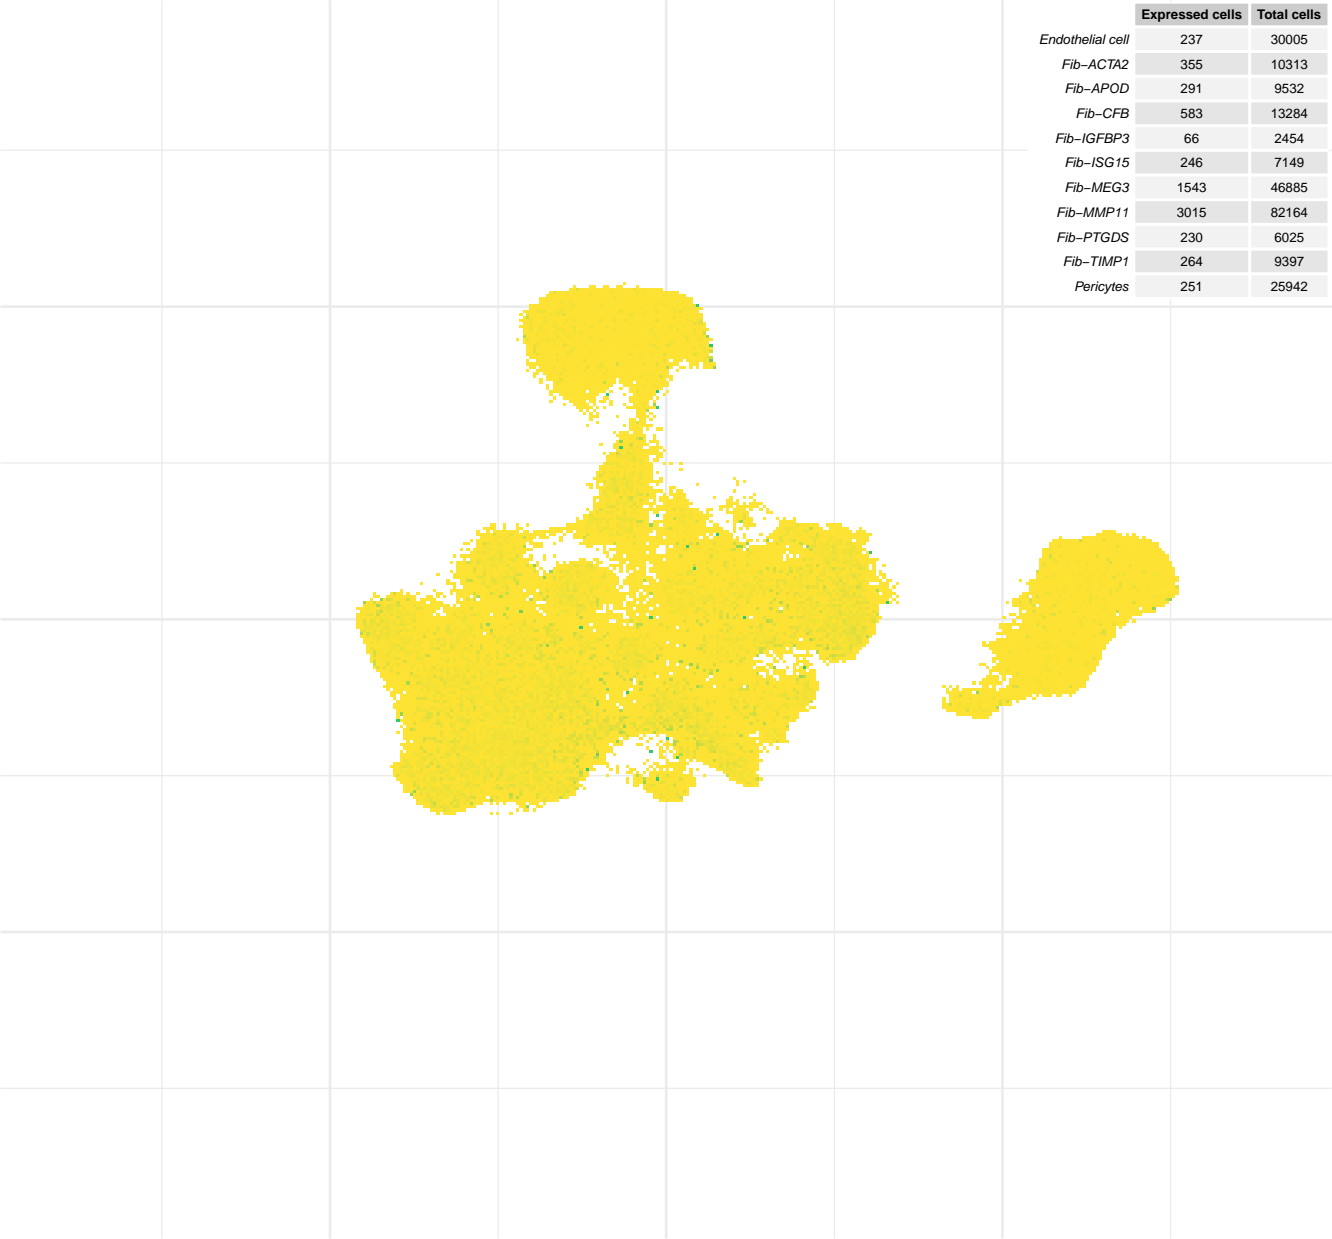 Expressed cells Total cells
Endothelial cell 237 30005
Fib−ACTA2 355 10313
Fib−APOD 291 9532
Fib−CFB 583 13284
Fib−IGFBP3 66 2454
Fib−ISG15 246 7149
Fib−MEG3 1543 46885
Fib−MMP11 3015 82164
Fib−PTGDS 230 6025
Fib−TIMP1 264 9397
Pericytes 251 25942